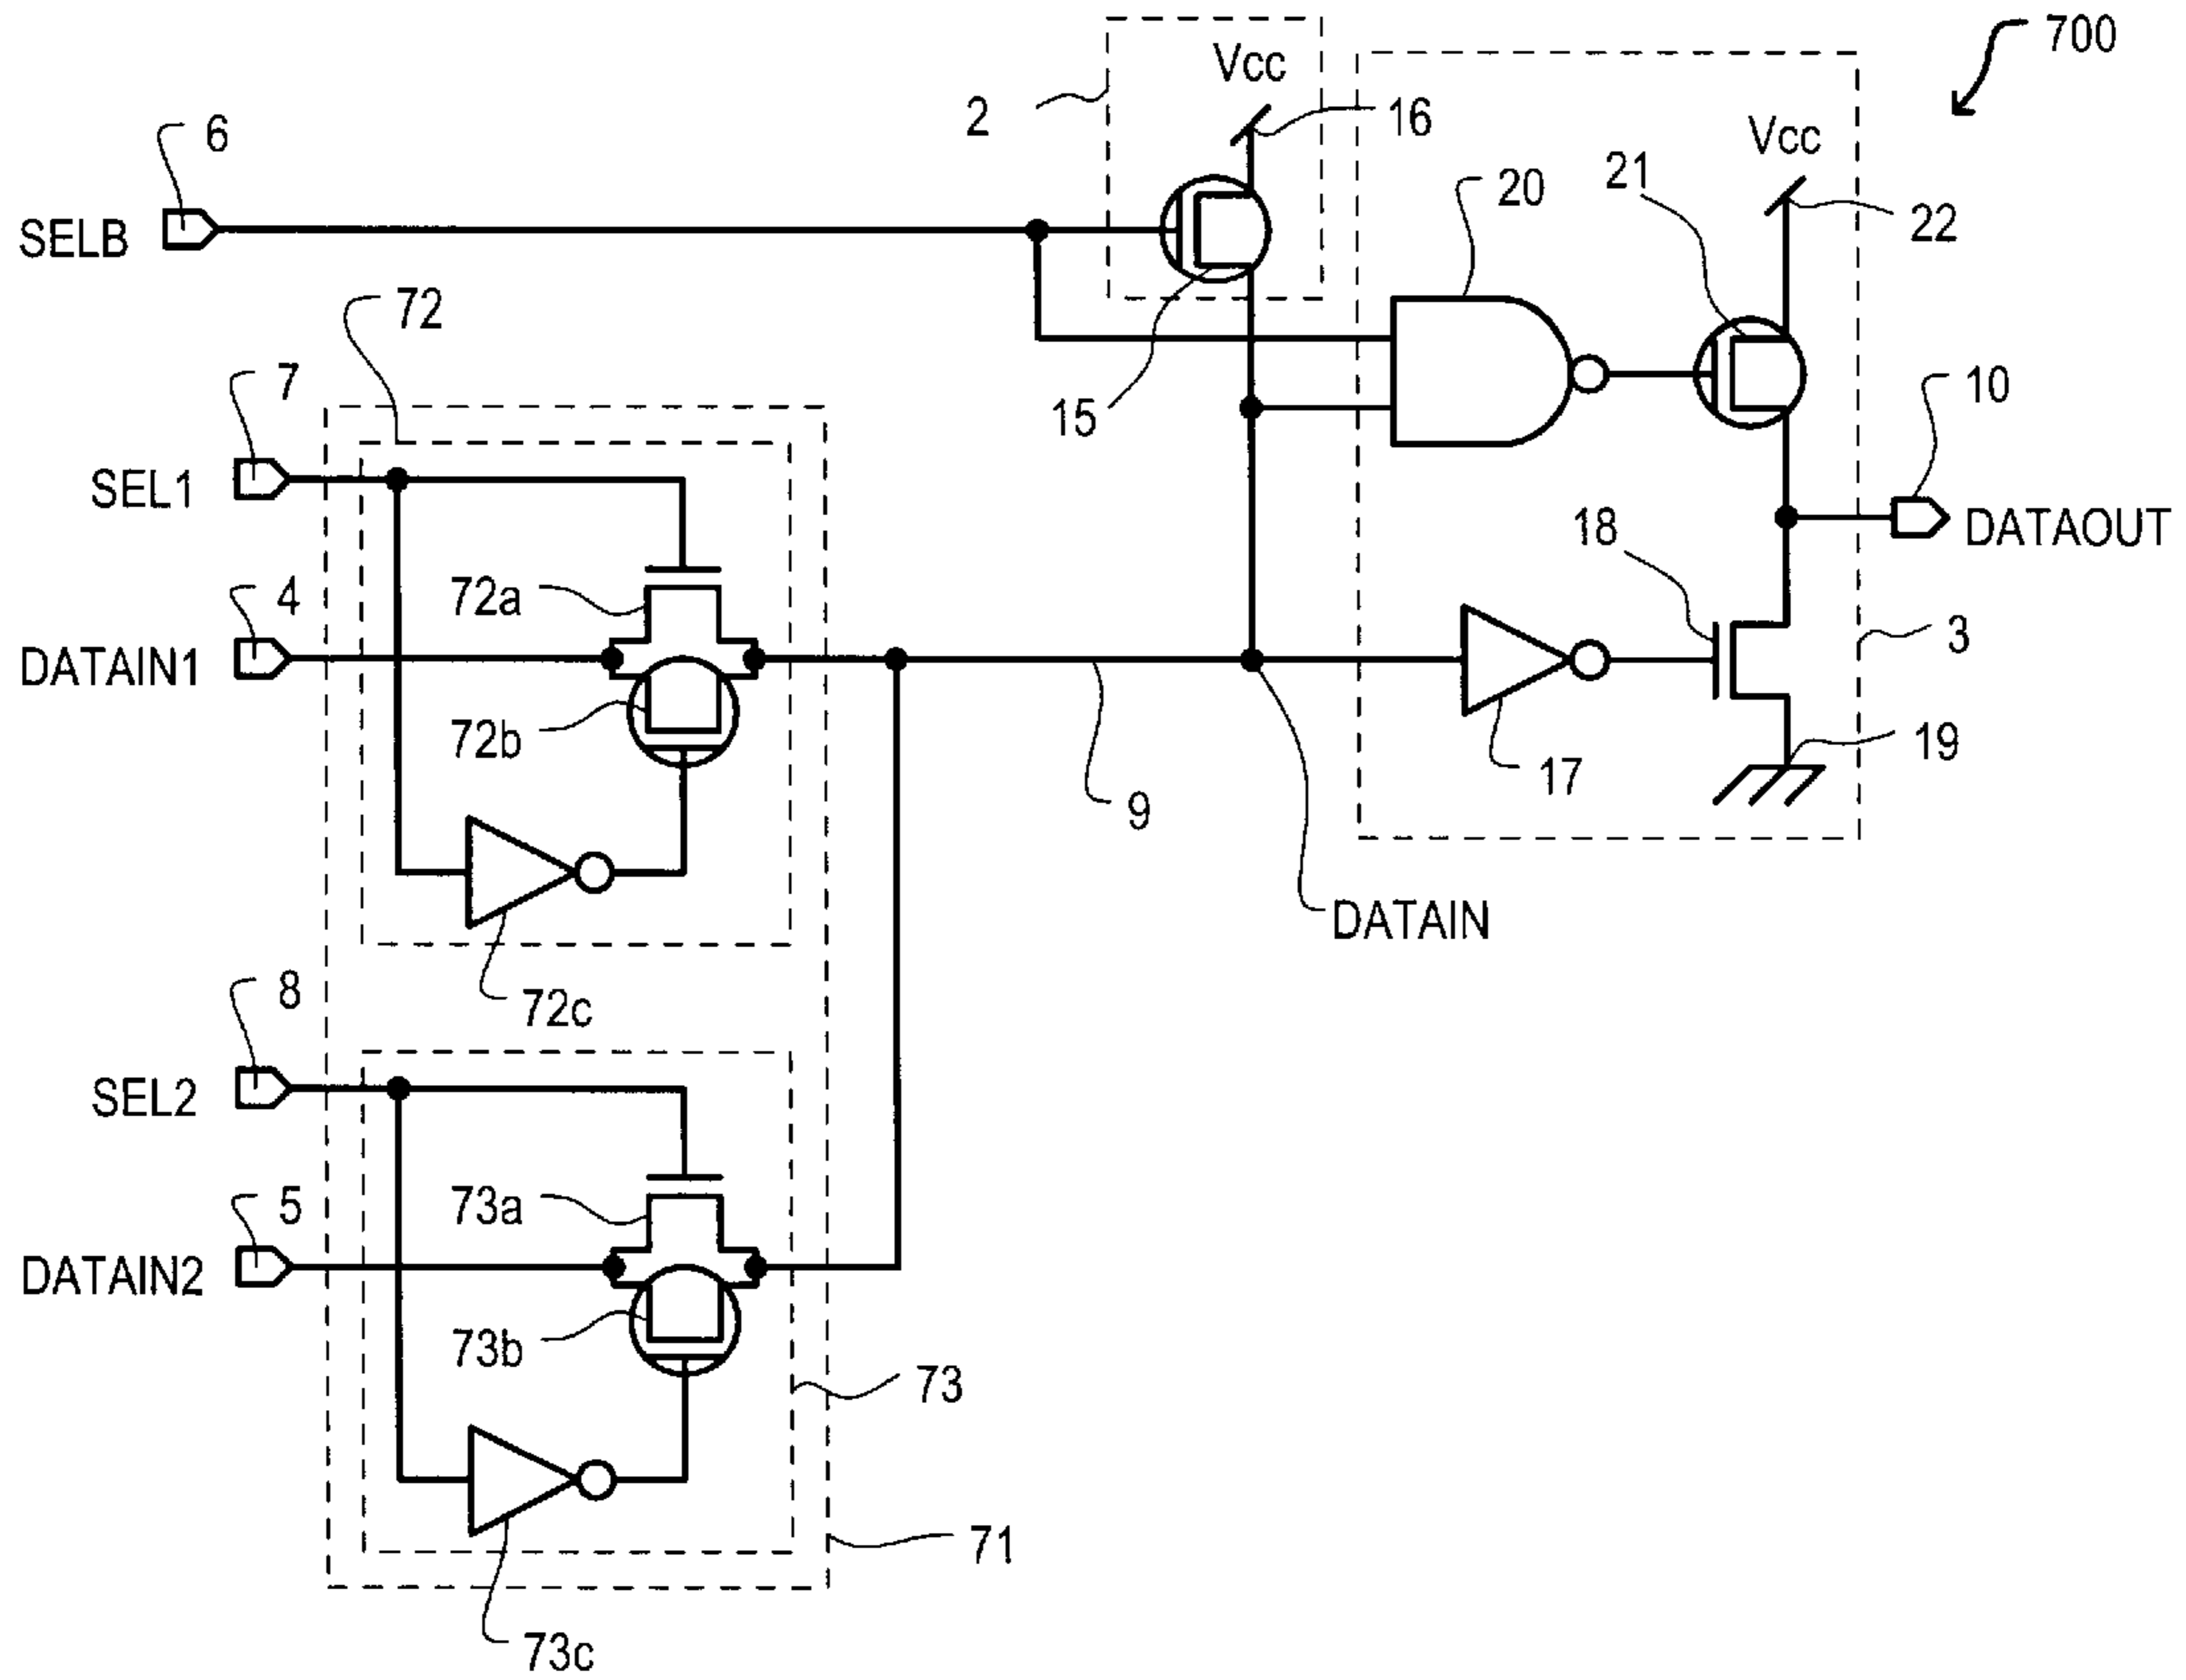 700
2
Vcc
16
Vcc
6
20
21
22
SELB
72
15
10
7
SEL1
18
DATAOUT
72a
4
3
DATAIN1
72b
19
17
9
DATAIN
72c
8
SEL2
73a
5
DATAIN2
73b
73
71
73c